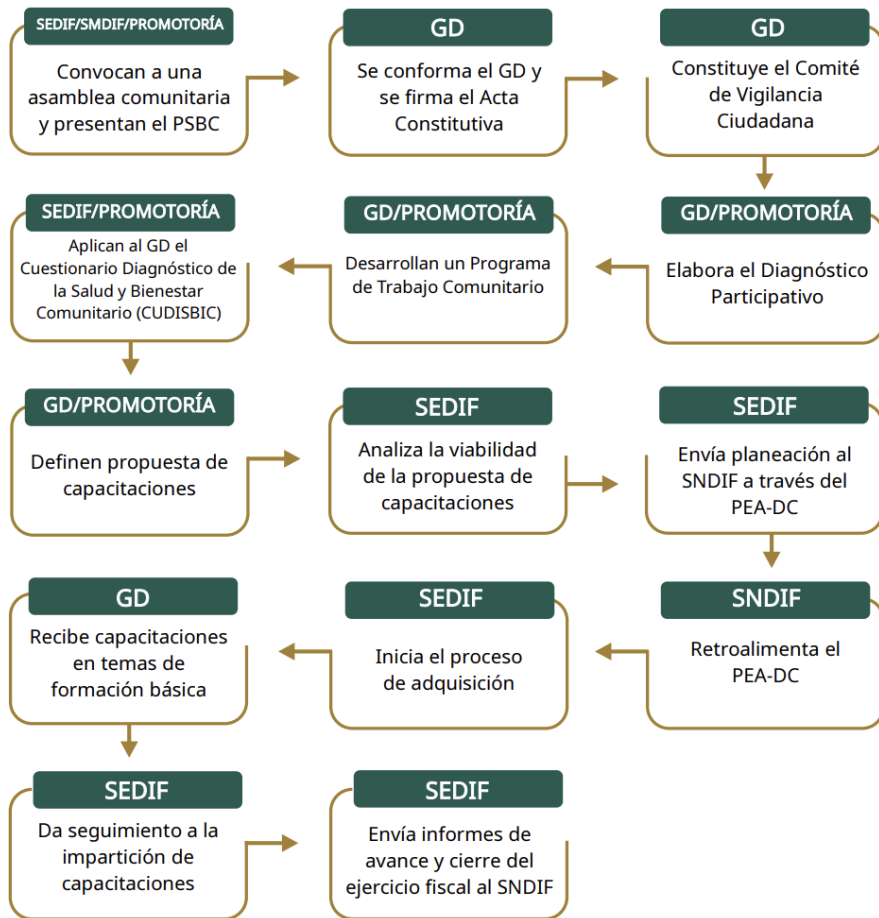 SEDIF/SMDIF/PROMOTORÍA
Convocan a una
asamblea comunitaria
y presentan el PSBC
GD
Se conforma el GD y
se firma el Acta
Constitutiva
GD
Constituye el Comité
de Vigilancia
Ciudadana
GD/PROMOTORÍA
Elabora el Diagnóstico
Participativo
GD/PROMOTORÍA
Desarrollan un Programa
de Trabajo Comunitario
SEDIF/PROMOTORÍA
Aplican al GD el
Cuestionario Diagnóstico de
la Salud y Bienestar
Comunitario (CUDISBIC)
GD/PROMOTORÍA
Definen propuesta de
capacitaciones
SEDIF
Analiza la viabilidad
de la propuesta de
capacitaciones
SEDIF
Envía planeación al
SNDIF a través del
PEA-DC
SNDIF
Retroalimenta el
PEA-DC
SEDIF
Inicia el proceso
de adquisición
GD
Recibe capacitaciones
en temas de
formación básica
SEDIF
Da seguimiento a la
impartición de
capacitaciones
SEDIF
Envía informes de
avance y cierre del
ejercicio fiscal al SNDIF